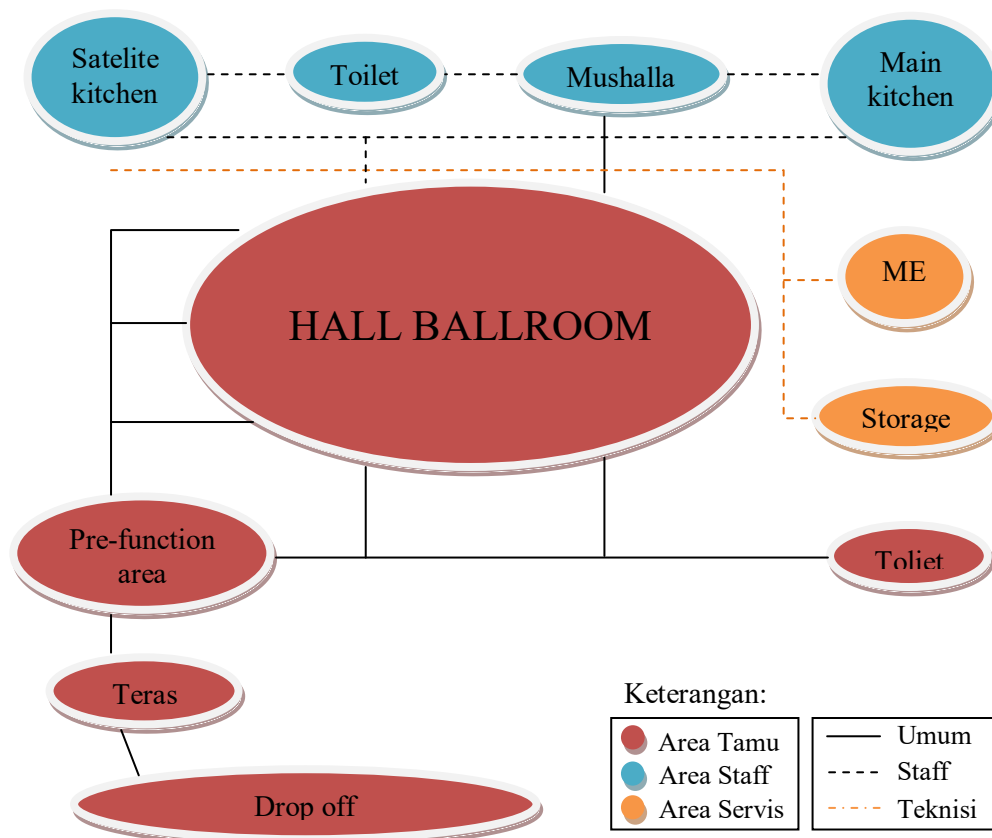 Satelite
kitchen
Toilet
Mushalla
Main
kitchen
HALL BALLROOM
ME
Storage
Pre-function
area
Toliet
Teras
Drop off
Keterangan:
Area Tamu
Area Staff
Area Servis
Umum
Staff
Teknisi